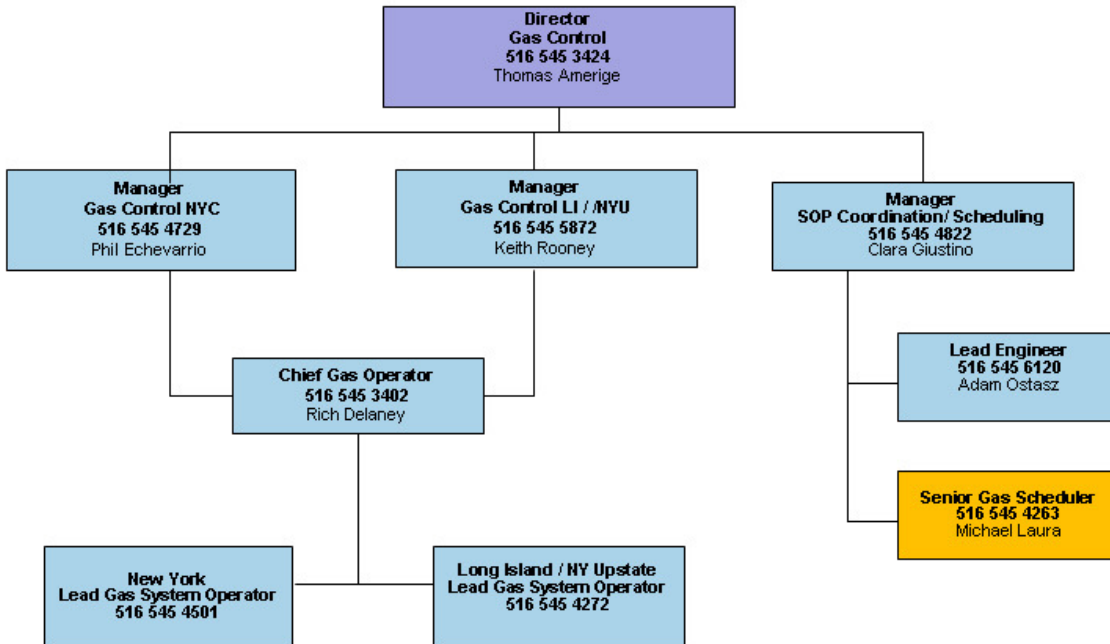 Director
Gas Control
516 545 3424
Thomas Amerige
Manager
Gas Control NYC
516 545 4729
Phil Echevarrio
Manager
Gas Control LI / /NYU
516 545 5872
Keith Rooney
Manager
SOP Coordination/ Scheduling
516 545 4822
Clara Giustino
Chief Gas Operator
516 545 3402
Rich Delaney
Lead Engineer
516 545 6120
Adam Ostasz
Senior Gas Scheduler
516 545 4263
Michael Laura
New York
Lead Gas System Operator
516 545 4501
Long Island / NY Upstate
Lead Gas System Operator
516 545 4272